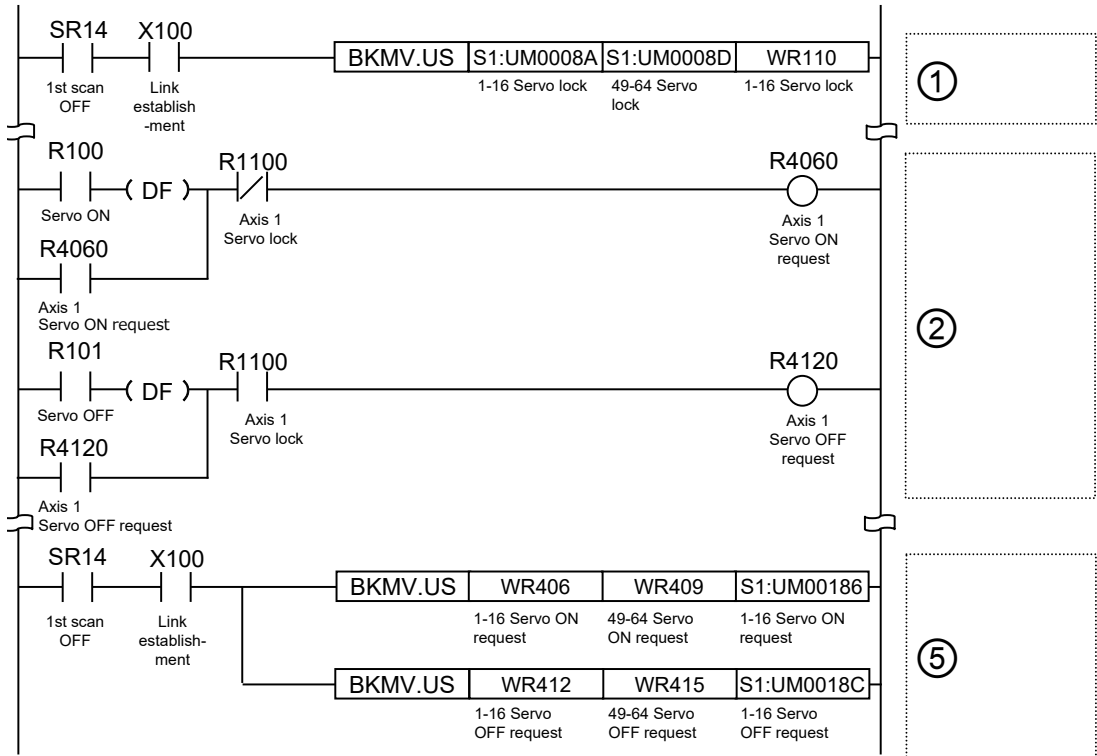 SR14 X100
BKMV.US S1:UM0008A S1:UM0008D WR110
1st scan
OFF
Link
establish
-ment
1-16 Servo lock
49-64 Servo
lock
1-16 Servo lock
①
R100
R1100
R4060
( DF )
Servo ON
Axis 1
Servo lock
Axis 1
Servo ON
request
R4060
Axis 1
Servo ON request
②
R101
R1100
R4120
( DF )
Servo OFF
Axis 1
Servo lock
Axis 1
Servo OFF
request
R4120
Axis 1
Servo OFF request
SR14 X100
BKMV.US WR406 WR409 S1:UM00186
1st scan
OFF
Link
establish-
ment
1-16 Servo ON
request
49-64 Servo
ON request
1-16 Servo ON
request
⑤
BKMV.US WR412 WR415 S1:UM0018C
1-16 Servo
OFF request
49-64 Servo
OFF request
1-16 Servo
OFF request